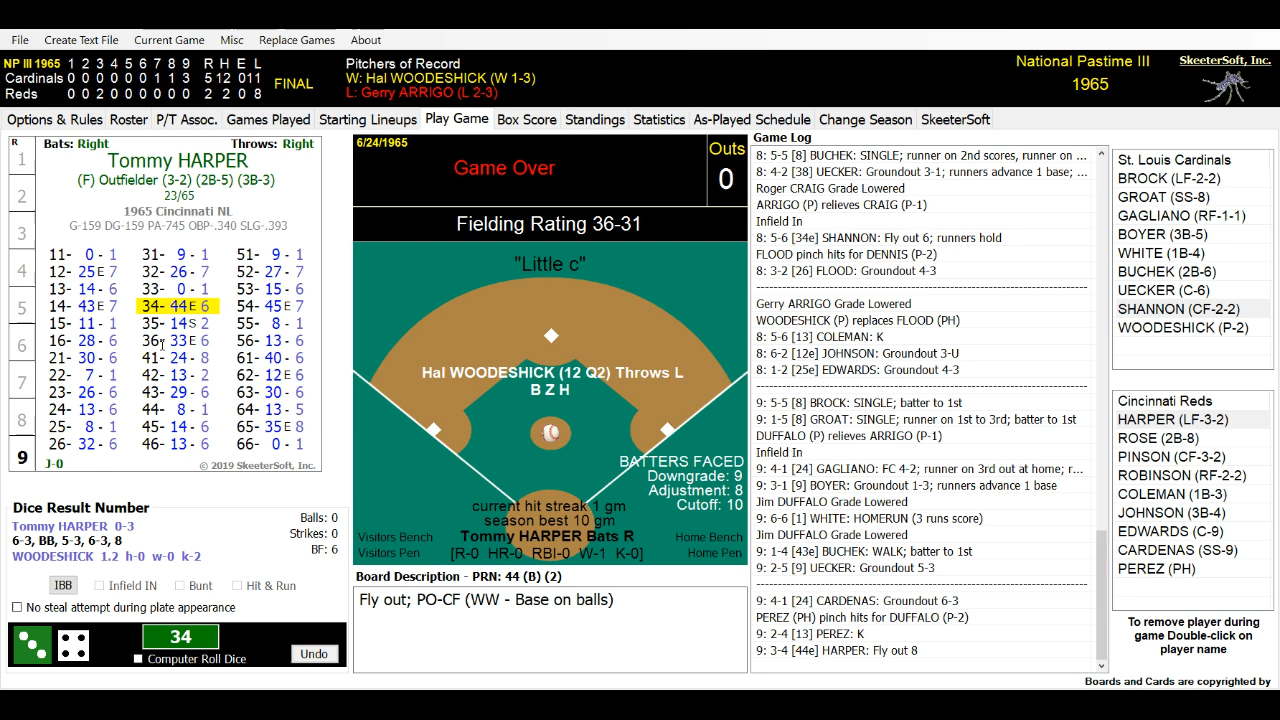 File Create Text File Current Game Misc Replace Games About
NP III 1965 1 2 3 4 5 6 7 8 9 R H E L
Cardinals 0 0 0 0 0 0 1 1 3 5 12 0 11
Reds 0 0 2 0 0 0 0 0 0 2 2 0 8
FINAL
Pitchers of Record
W: Hal WOODESHICK (W 1-3)
L: Gerry ARRIGO (L 2-3)
National Pastime III
1965
SkeeterSoft, Inc.
Options & Rules Roster P/T Assoc. Games Played Starting Lineups Play Game Box Score Standings Statistics As-Played Schedule Change Season SkeeterSoft
R
1
2
3
4
5
6
7
8
9
Bats: Right Throws: Right
Tommy HARPER
(F) Outfielder (3-2) (2B-5) (3B-3)
23/65
1965 Cincinnati NL
G-159 DG-159 PA-745 OBP-.340 SLG-.393
11- 0 - 1 31- 9 - 1 51- 9 - 1
12- 25 E 7 32- 26 - 7 52- 27 - 7
13- 14 - 6 33- 0 - 1 53- 15 - 6
14- 43 E 7 34- 44 E 6 54- 45 E 7
15- 11 - 1 35- 14 S 2 55- 8 - 1
16- 28 - 6 36- 33 E 6 56- 13 - 6
21- 30 - 6 41- 24 - 8 61- 40 - 6
22- 7 - 1 42- 13 - 2 62- 12 E 6
23- 26 - 6 43- 29 - 6 63- 30 - 6
24- 13 - 6 44- 8 - 1 64- 13 - 5
25- 8 - 1 45- 14 - 6 65- 35 E 8
26- 32 - 6 46- 13 - 6 66- 0 - 1
J-0 © 2019 SkeeterSoft, Inc.
Dice Result Number
Tommy HARPER 0-3
6-3, BB, 5-3, 6-3, 8
WOODESHICK 1.2 h-0 w-0 k-2
Balls: 0
Strikes: 0
BF: 6
IBB Infield IN Bunt Hit & Run
No steal attempt during plate appearance
34
Computer Roll Dice
Undo
6/24/1965
Game Over
Outs
0
Fielding Rating 36-31
"Little c"
Hal WOODESHICK (12 Q2) Throws L
B Z H
BATTERS FACED
Downgrade: 9
Adjustment: 8
Cutoff: 10
current hit streak 1 gm
season best 10 gm
Visitors Bench Tommy HARPER Bats R Home Bench
Visitors Pen [R-0 HR-0 RBI-0 W-1 K-0] Home Pen
Board Description - PRN: 44 (B) (2)
Fly out; PO-CF (WW - Base on balls)
Game Log
8: 5-5 [8] BUCHEK: SINGLE; runner on 2nd scores, runner on ...
8: 4-2 [38] UECKER: Groundout 3-1; runners advance 1 base; ...
Roger CRAIG Grade Lowered
ARRIGO (P) relieves CRAIG (P-1)
Infield In
8: 5-6 [34e] SHANNON: Fly out 6; runners hold
FLOOD pinch hits for DENNIS (P-2)
8: 3-2 [26] FLOOD: Groundout 4-3
Gerry ARRIGO Grade Lowered
WOODESHICK (P) replaces FLOOD (PH)
8: 5-6 [13] COLEMAN: K
8: 6-2 [12e] JOHNSON: Groundout 3-U
8: 1-2 [25e] EDWARDS: Groundout 4-3
9: 5-5 [8] BROCK: SINGLE; batter to 1st
9: 1-5 [8] GROAT: SINGLE; runner on 1st to 3rd; batter to 1st
DUFFALO (P) relieves ARRIGO (P-1)
Infield In
9: 4-1 [24] GAGLIANO: FC 4-2; runner on 3rd out at home; r...
9: 3-1 [9] BOYER: Groundout 1-3; runners advance 1 base
Jim DUFFALO Grade Lowered
9: 6-6 [1] WHITE: HOMERUN (3 runs score)
Jim DUFFALO Grade Lowered
9: 1-4 [43e] BUCHEK: WALK; batter to 1st
9: 2-5 [9] UECKER: Groundout 5-3
9: 4-1 [24] CARDENAS: Groundout 6-3
PEREZ (PH) pinch hits for DUFFALO (P-2)
9: 2-4 [13] PEREZ: K
9: 3-4 [44e] HARPER: Fly out 8
St. Louis Cardinals
BROCK (LF-2-2)
GROAT (SS-8)
GAGLIANO (RF-1-1)
BOYER (3B-5)
WHITE (1B-4)
BUCHEK (2B-6)
UECKER (C-6)
SHANNON (CF-2-2)
WOODESHICK (P-2)
Cincinnati Reds
HARPER (LF-3-2)
ROSE (2B-8)
PINSON (CF-3-2)
ROBINSON (RF-2-2)
COLEMAN (1B-3)
JOHNSON (3B-4)
EDWARDS (C-9)
CARDENAS (SS-9)
PEREZ (PH)
To remove player during
game Double-click on
player name
Boards and Cards are copyrighted by